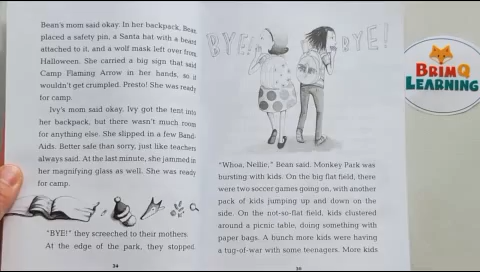 Bean's mom said okay. In her backpack, Bean
placed a safety pin, a Santa hat with a beard
attached to it, and a wolf mask left over from
Halloween. She carried a big sign that said
Camp Flaming Arrow in her hands, so it
wouldn't get crumpled. Presto! She was ready
for camp.
Ivy's mom said okay. Ivy got the tent into
her backpack, but there wasn't much room
for anything else. She slipped in a few Band-
Aids. Better safe than sorry, just like teachers
always said. At the last minute, she jammed in
her magnifying glass as well. She was ready
for camp.
"BYE!" they screeched to their mothers.
At the edge of the park, they stopped.
34
BYE!
BYE!
"Whoa, Nellie," Bean said. Monkey Park was
bursting with kids. On the big flat field, there
were two soccer games going on, with another
pack of kids jumping up and down on the
side. On the not-so-flat field, kids clustered
around a picnic table, doing something with
paper bags. A bunch more kids were having
a tug-of-war with some teenagers. More kids
BRIMQ
LEARNING